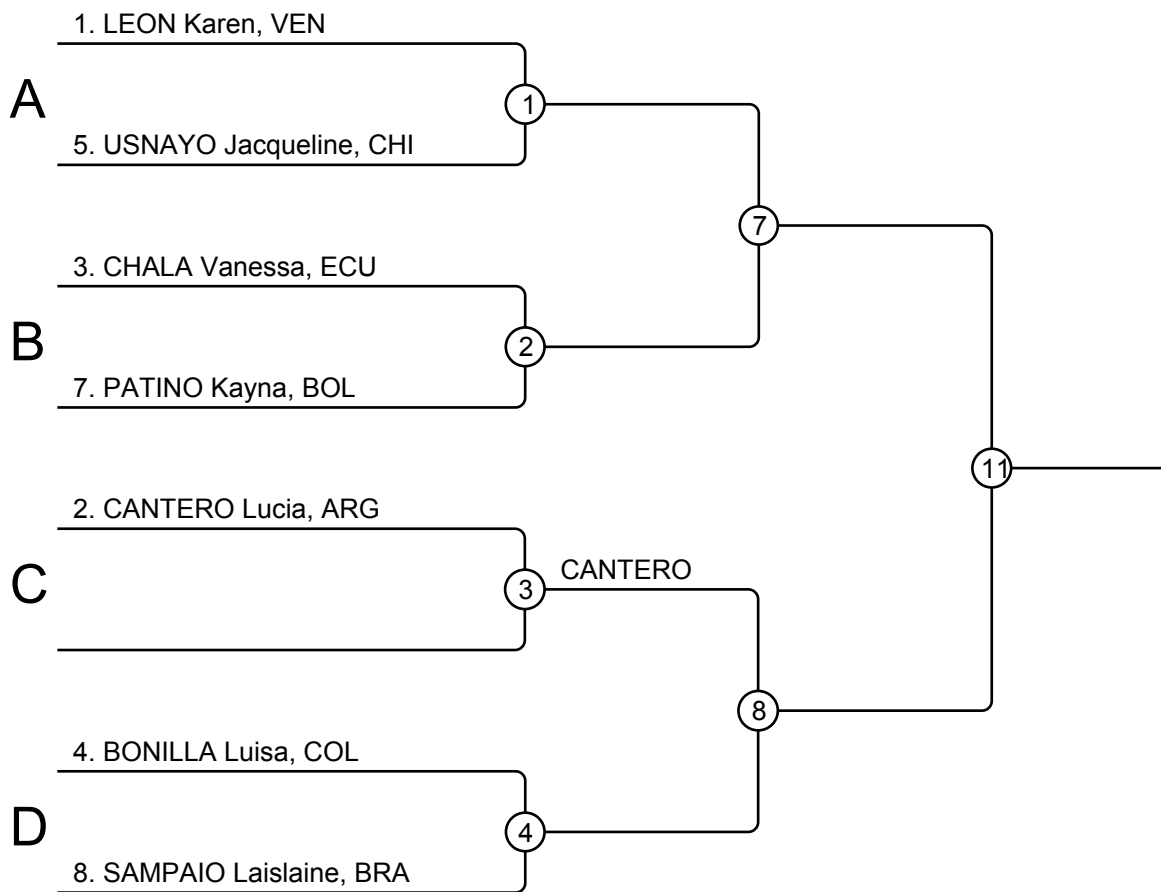 1. LEON Karen, VEN
A
1
5. USNAYO Jacqueline, CHI
7
3. CHALA Vanessa, ECU
B
2
7. PATINO Kayna, BOL
11
2. CANTERO Lucia, ARG
C
3
CANTERO
8
4. BONILLA Luisa, COL
D
4
8. SAMPAIO Laislaine, BRA